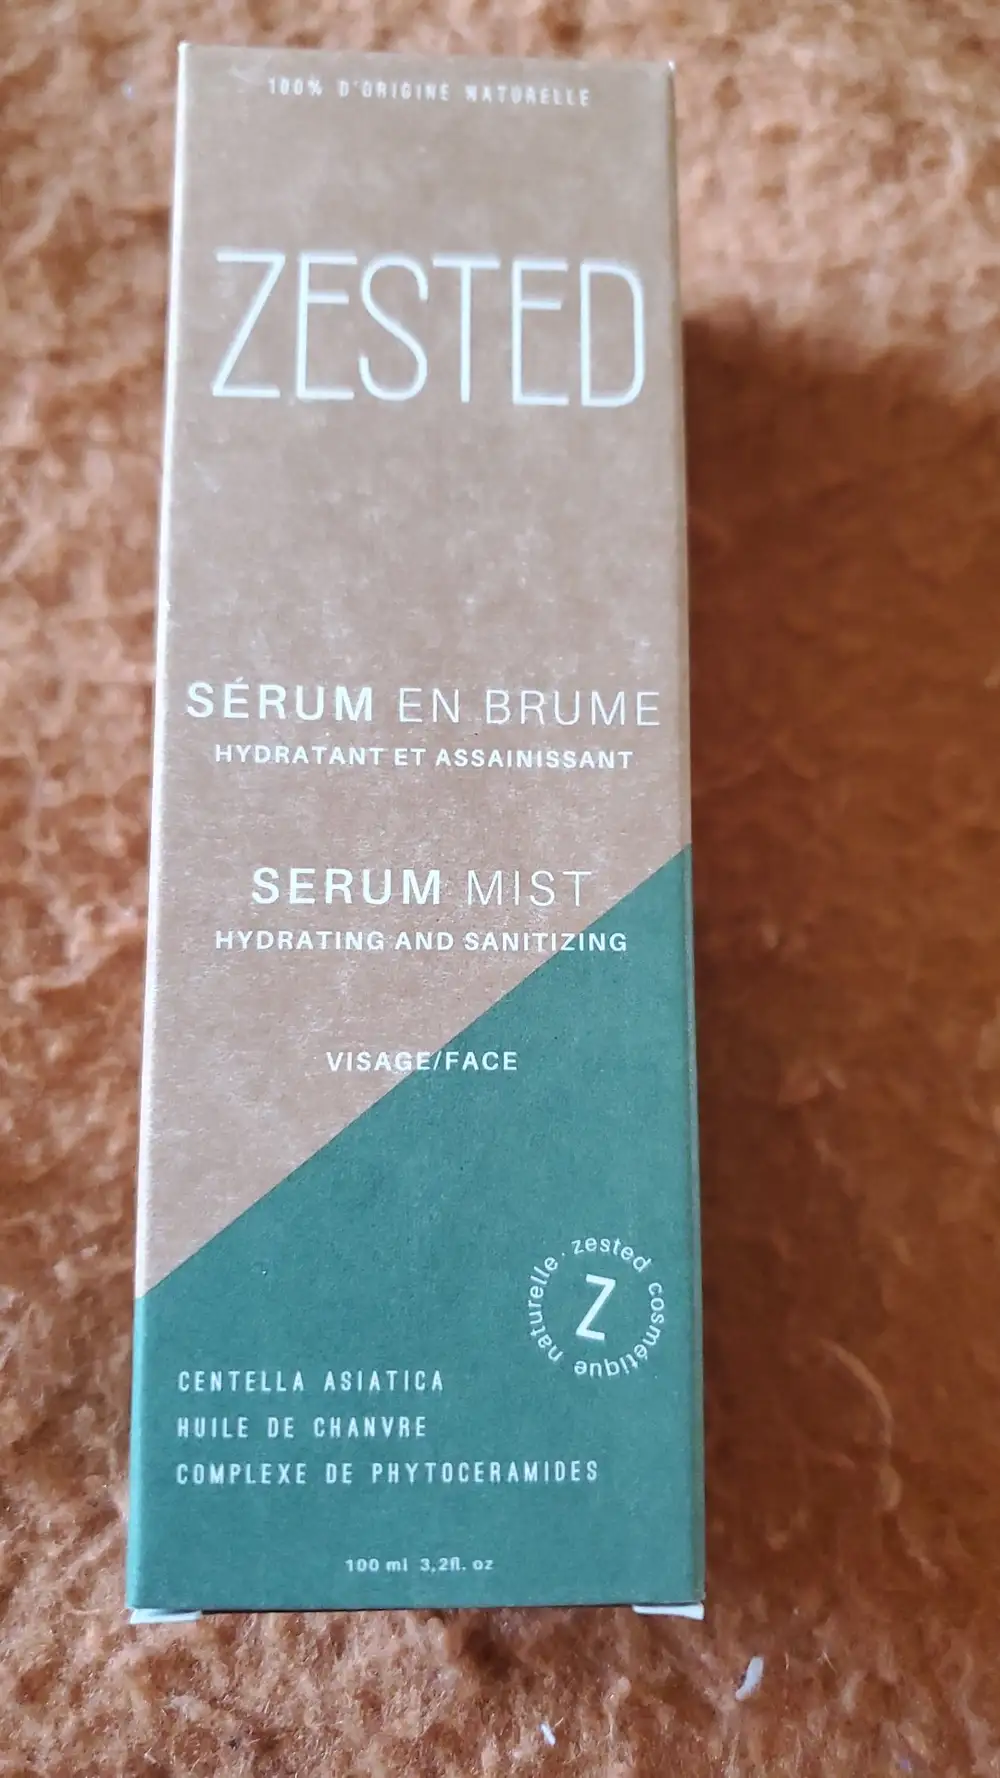 100% D'ORIGINE NATURELLE
ZESTED
SÉRUM EN BRUME
HYDRATANT ET ASSAINISSANT
SERUM MIST
HYDRATING AND SANITIZING
VISAGE/FACE
zested cosmétique naturelle ·
Z
CENTELLA ASIATICA
HUILE DE CHANVRE
COMPLEXE DE PHYTOCERAMIDES
100 ml 3,2fl. oz